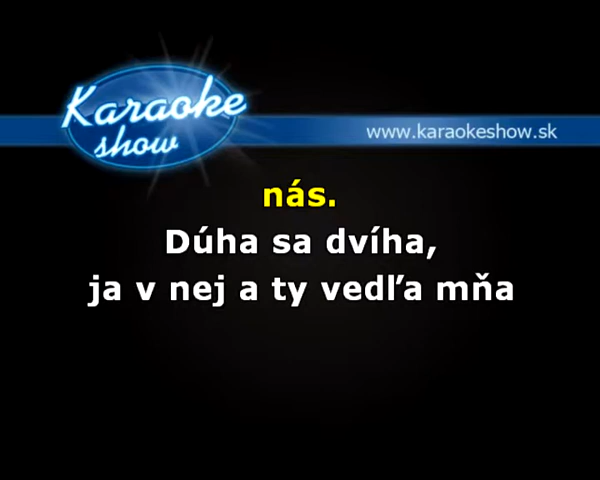 Karaoke
show
www.karaokeshow.sk
nás.
Dúha sa dvíha,
ja v nej a ty vedľa mňa